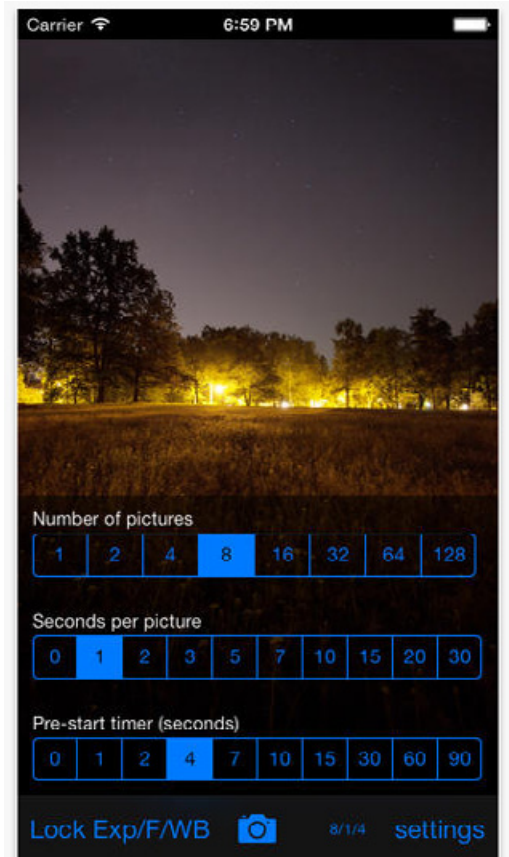 Carrier 6:59 PM
Number of pictures
1 2 4 8 16 32 64 128
Seconds per picture
0 1 2 3 5 7 10 15 20 30
Pre-start timer (seconds)
0 1 2 4 7 10 15 30 60 90
Lock Exp/F/WB 8/1/4 settings